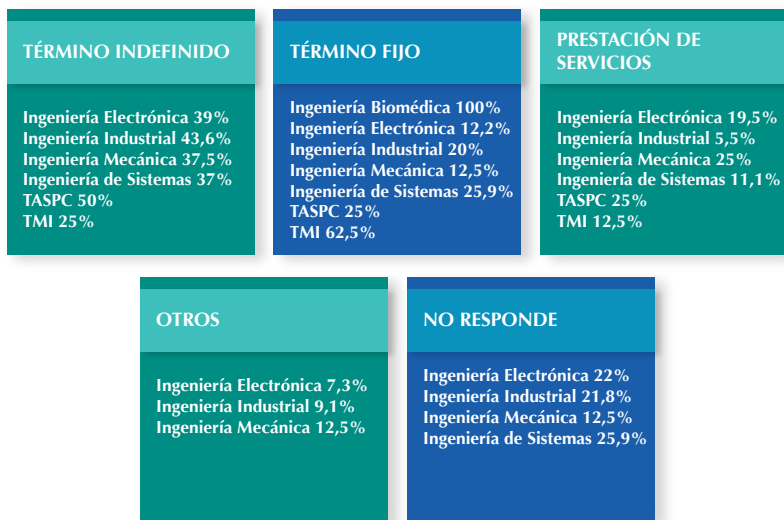 TÉRMINO INDEFINIDO
Ingeniería Electrónica 39%
Ingeniería Industrial 43,6%
Ingeniería Mecánica 37,5%
Ingeniería de Sistemas 37%
TASPC 50%
TMI 25%
TÉRMINO FIJO
Ingeniería Biomédica 100%
Ingeniería Electrónica 12,2%
Ingeniería Industrial 20%
Ingeniería Mecánica 12,5%
Ingeniería de Sistemas 25,9%
TASPC 25%
TMI 62,5%
PRESTACIÓN DE
SERVICIOS
Ingeniería Electrónica 19,5%
Ingeniería Industrial 5,5%
Ingeniería Mecánica 25%
Ingeniería de Sistemas 11,1%
TASPC 25%
TMI 12,5%
OTROS
Ingeniería Electrónica 7,3%
Ingeniería Industrial 9,1%
Ingeniería Mecánica 12,5%
NO RESPONDE
Ingeniería Electrónica 22%
Ingeniería Industrial 21,8%
Ingeniería Mecánica 12,5%
Ingeniería de Sistemas 25,9%